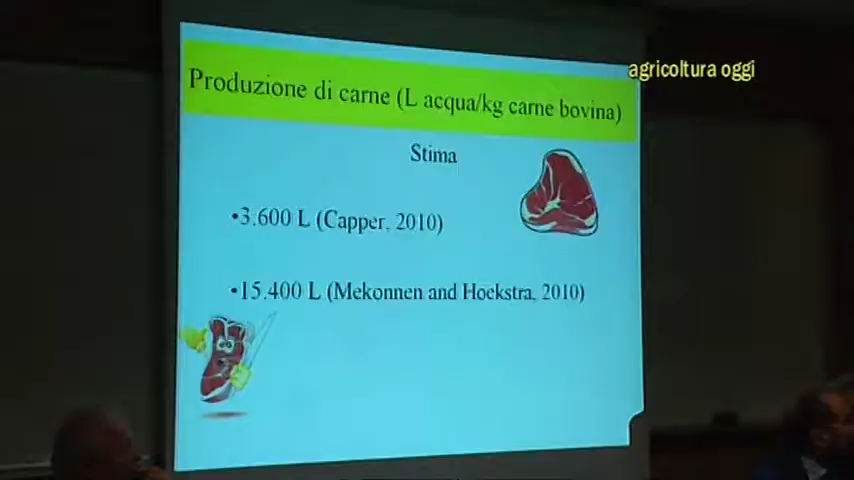 agricoltura oggi
Produzione di carne (L acqua/kg carne bovina)
Stima
•3.600 L (Capper, 2010)
•15.400 L (Mekonnen and Hoekstra, 2010)